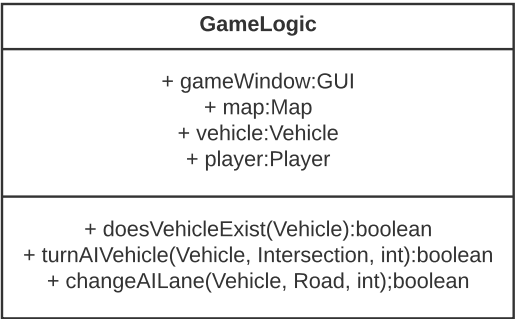 GameLogic
+ gameWindow:GUI
+ map:Map
+ vehicle:Vehicle
+ player:Player
+ doesVehicleExist(Vehicle):boolean
+ turnAIVehicle(Vehicle, Intersection, int):boolean
+ changeAILane(Vehicle, Road, int);boolean